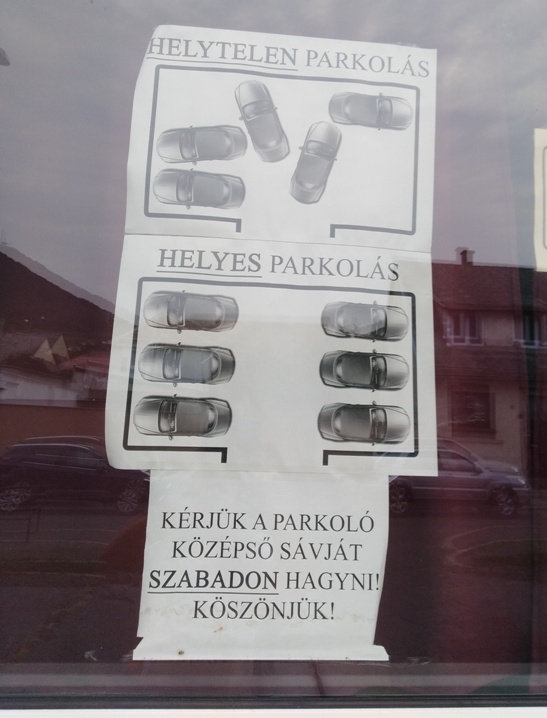 HELYTELEN PARKOLÁS
HELYES PARKOLÁS
KÉRJÜK A PARKOLÓ
KÖZÉPSŐ SÁVJÁT
SZABADON HAGYNI!
KÖSZÖNJÜK!